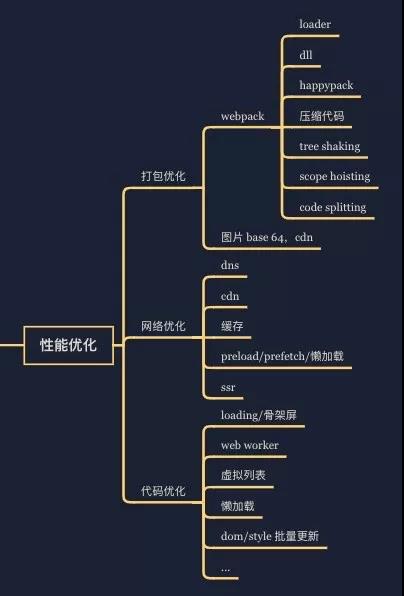 性能优化
打包优化
webpack
loader
dll
happypack
压缩代码
tree shaking
scope hoisting
code splitting
图片 base 64，cdn
网络优化
dns
cdn
缓存
preload/prefetch/懒加载
ssr
代码优化
loading/骨架屏
web worker
虚拟列表
懒加载
dom/style 批量更新
...